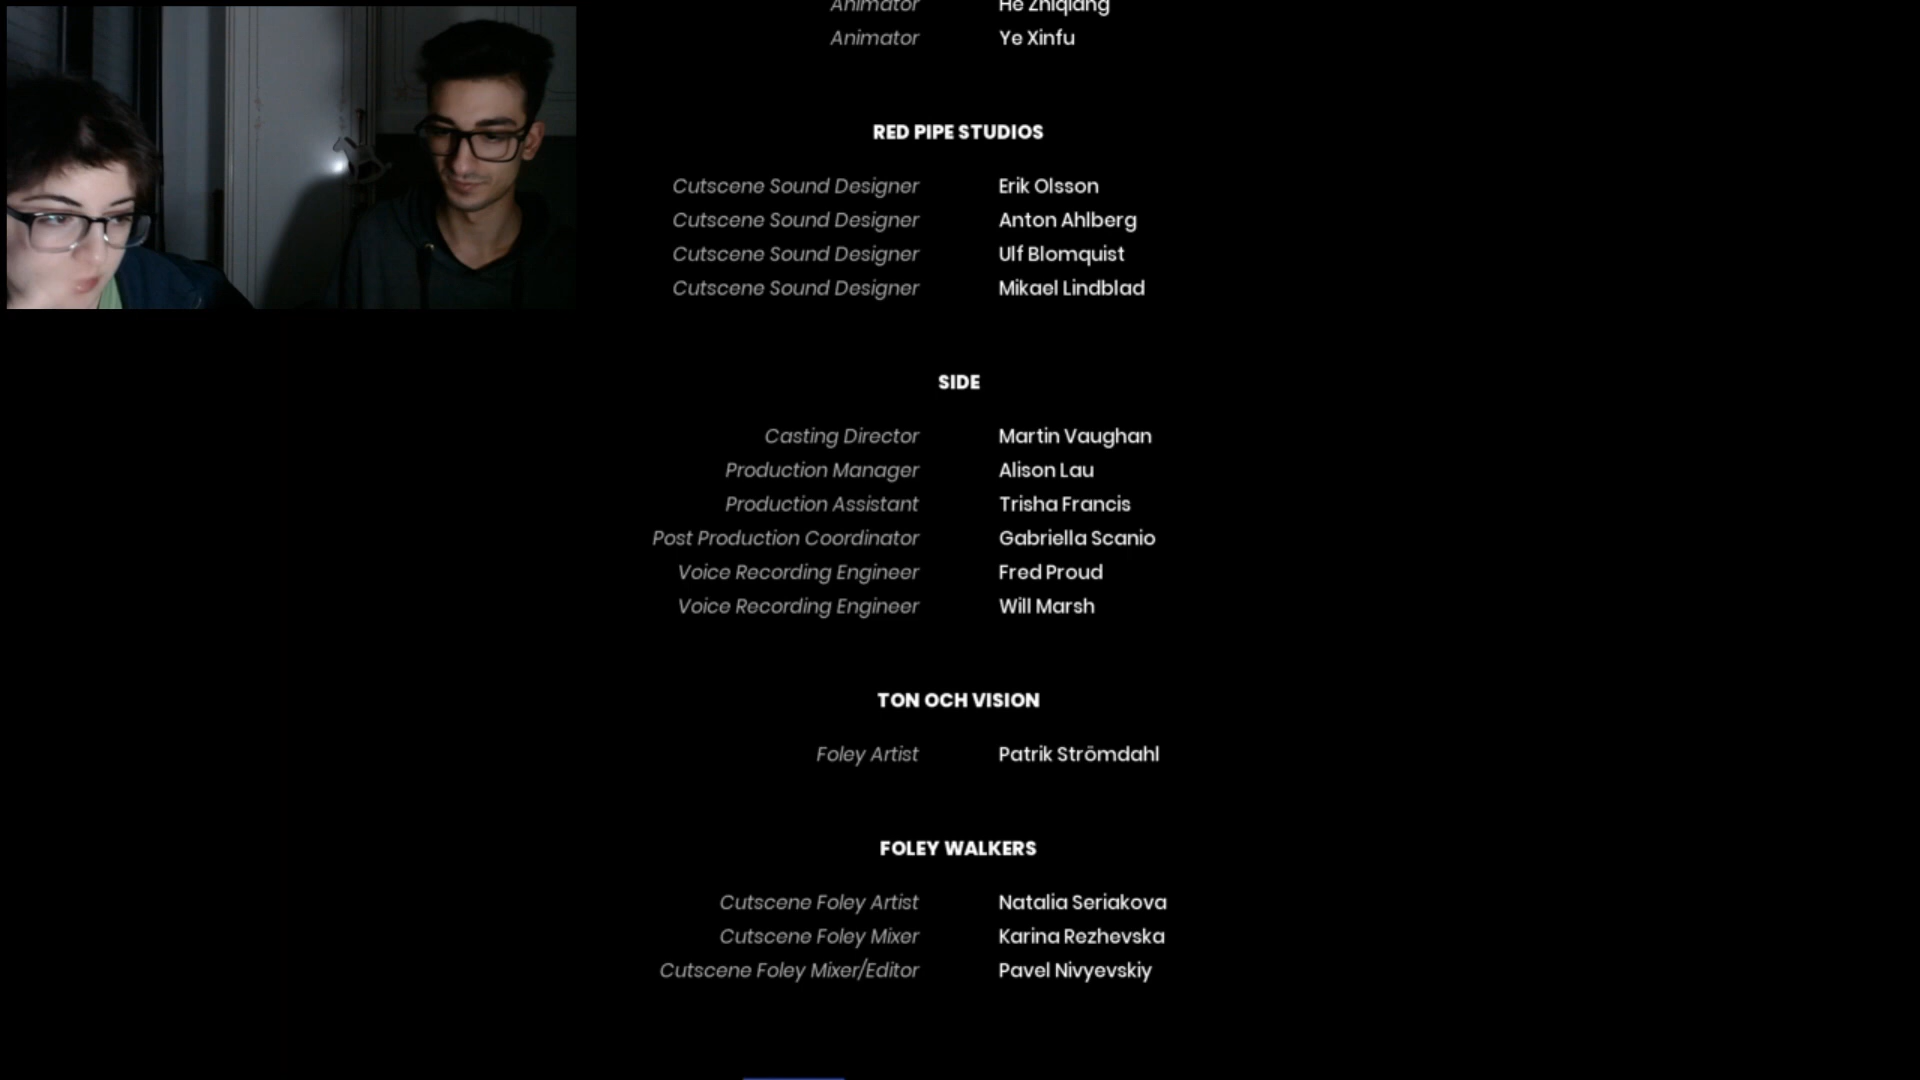 Animator He Zhiqiang
Animator Ye Xinfu
RED PIPE STUDIOS
Cutscene Sound Designer Erik Olsson
Cutscene Sound Designer Anton Ahlberg
Cutscene Sound Designer Ulf Blomquist
Cutscene Sound Designer Mikael Lindblad
SIDE
Casting Director Martin Vaughan
Production Manager Alison Lau
Production Assistant Trisha Francis
Post Production Coordinator Gabriella Scanio
Voice Recording Engineer Fred Proud
Voice Recording Engineer Will Marsh
TON OCH VISION
Foley Artist Patrik Strömdahl
FOLEY WALKERS
Cutscene Foley Artist Natalia Seriakova
Cutscene Foley Mixer Karina Rezhevska
Cutscene Foley Mixer/Editor Pavel Nivyevskiy